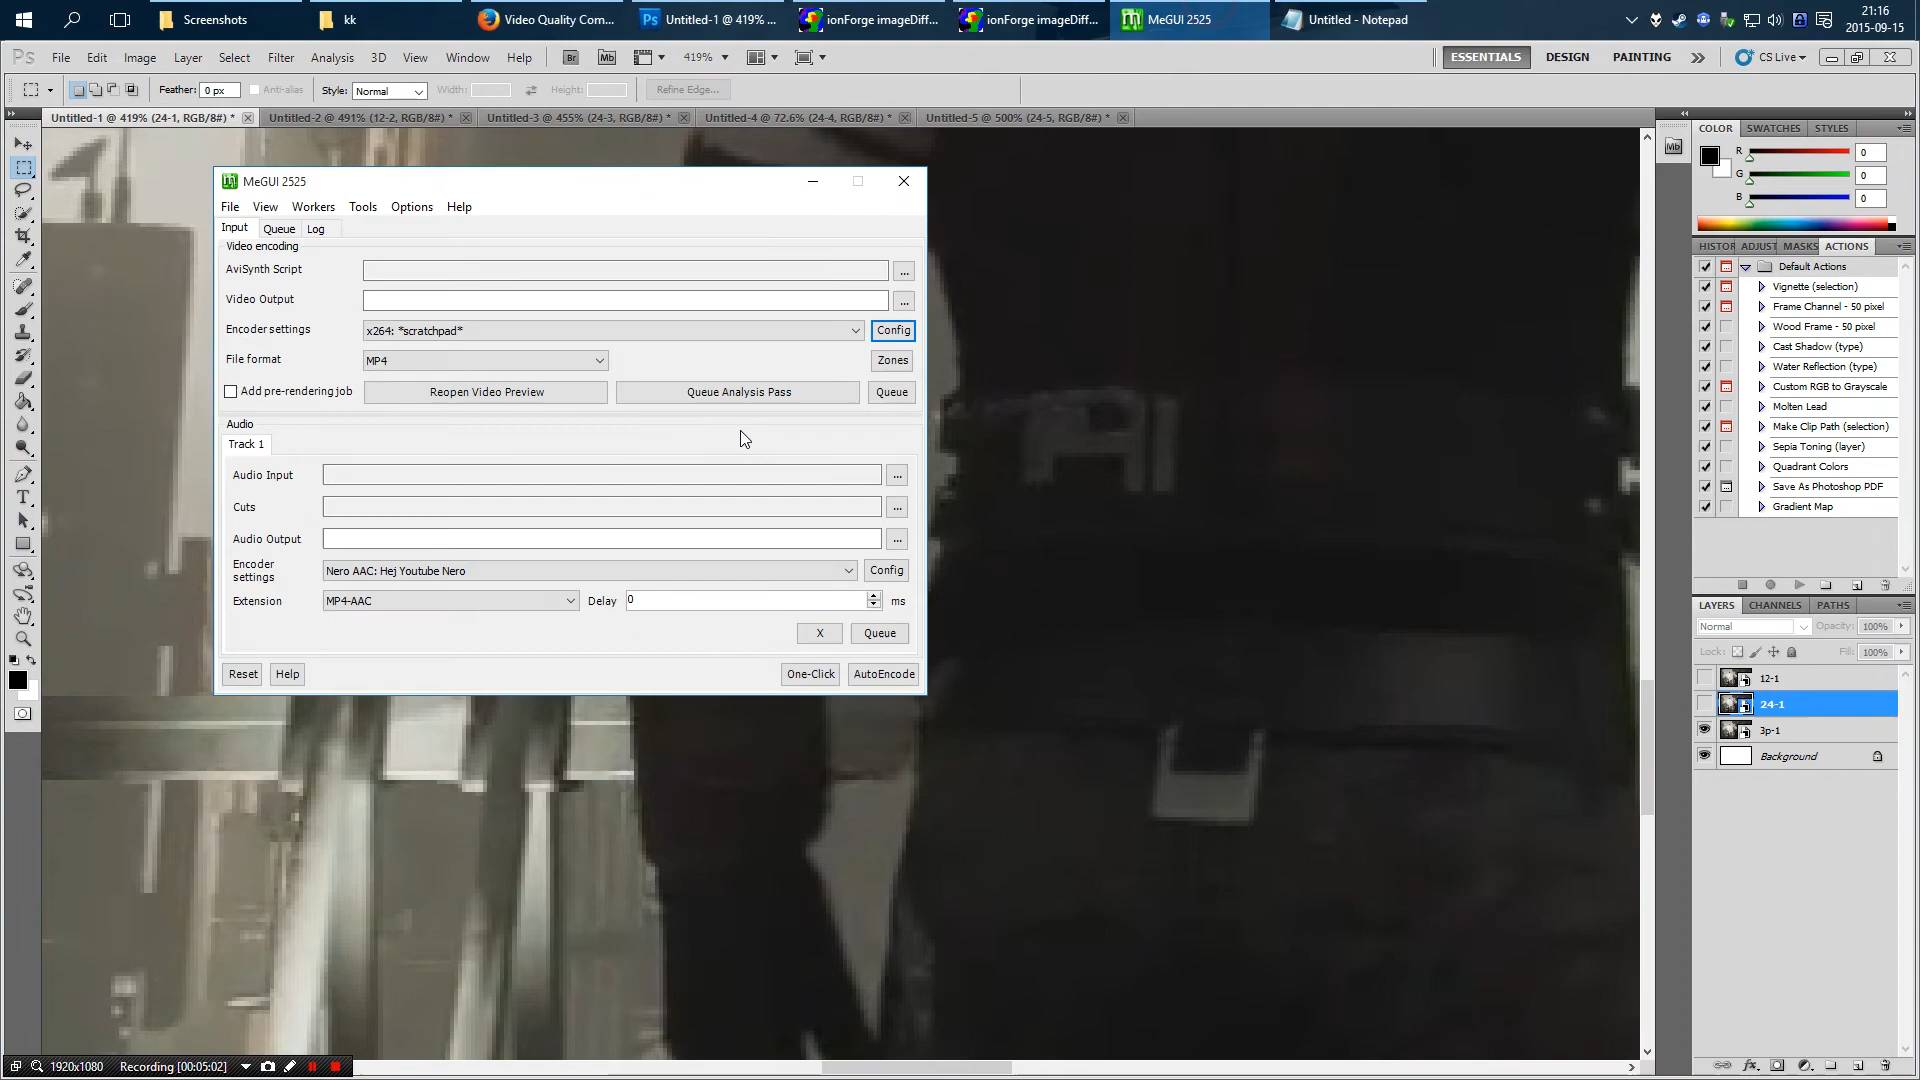 Screenshots kk Video Quality Com... Untitled-1 @ 419% ... ionForge imageDiff... ionForge imageDiff... MeGUI 2525 Untitled - Notepad
21:16
2015-09-15
Ps File Edit Image Layer Select Filter Analysis 3D View Window Help Br Mb 419% ESSENTIALS DESIGN PAINTING CS Live
Feather: 0 px Anti-alias Style: Normal Width: Height: Refine Edge...
Untitled-1 @ 419% (24-1, RGB/8#) * Untitled-2 @ 491% (12-2, RGB/8#) * Untitled-3 @ 455% (24-3, RGB/8#) * Untitled-4 @ 72.6% (24-4, RGB/8#) * Untitled-5 @ 500% (24-5, RGB/8#) *
MeGUI 2525
File View Workers Tools Options Help
Input Queue Log
Video encoding
AviSynth Script ...
Video Output ...
Encoder settings x264: *scratchpad* Config
File format MP4 Zones
Add pre-rendering job Reopen Video Preview Queue Analysis Pass Queue
Audio
Track 1
Audio Input ...
Cuts ...
Audio Output ...
Encoder
settings Nero AAC: Hej Youtube Nero Config
Extension MP4-AAC Delay 0 ms
X Queue
Reset Help One-Click AutoEncode
Mb
COLOR SWATCHES STYLES
R 0
G 0
B 0
HISTOR ADJUST MASKS ACTIONS
Default Actions
Vignette (selection)
Frame Channel - 50 pixel
Wood Frame - 50 pixel
Cast Shadow (type)
Water Reflection (type)
Custom RGB to Grayscale
Molten Lead
Make Clip Path (selection)
Sepia Toning (layer)
Quadrant Colors
Save As Photoshop PDF
Gradient Map
LAYERS CHANNELS PATHS
Normal Opacity: 100%
Lock: Fill: 100%
12-1
24-1
3p-1
Background
1920x1080 Recording [00:05:02]